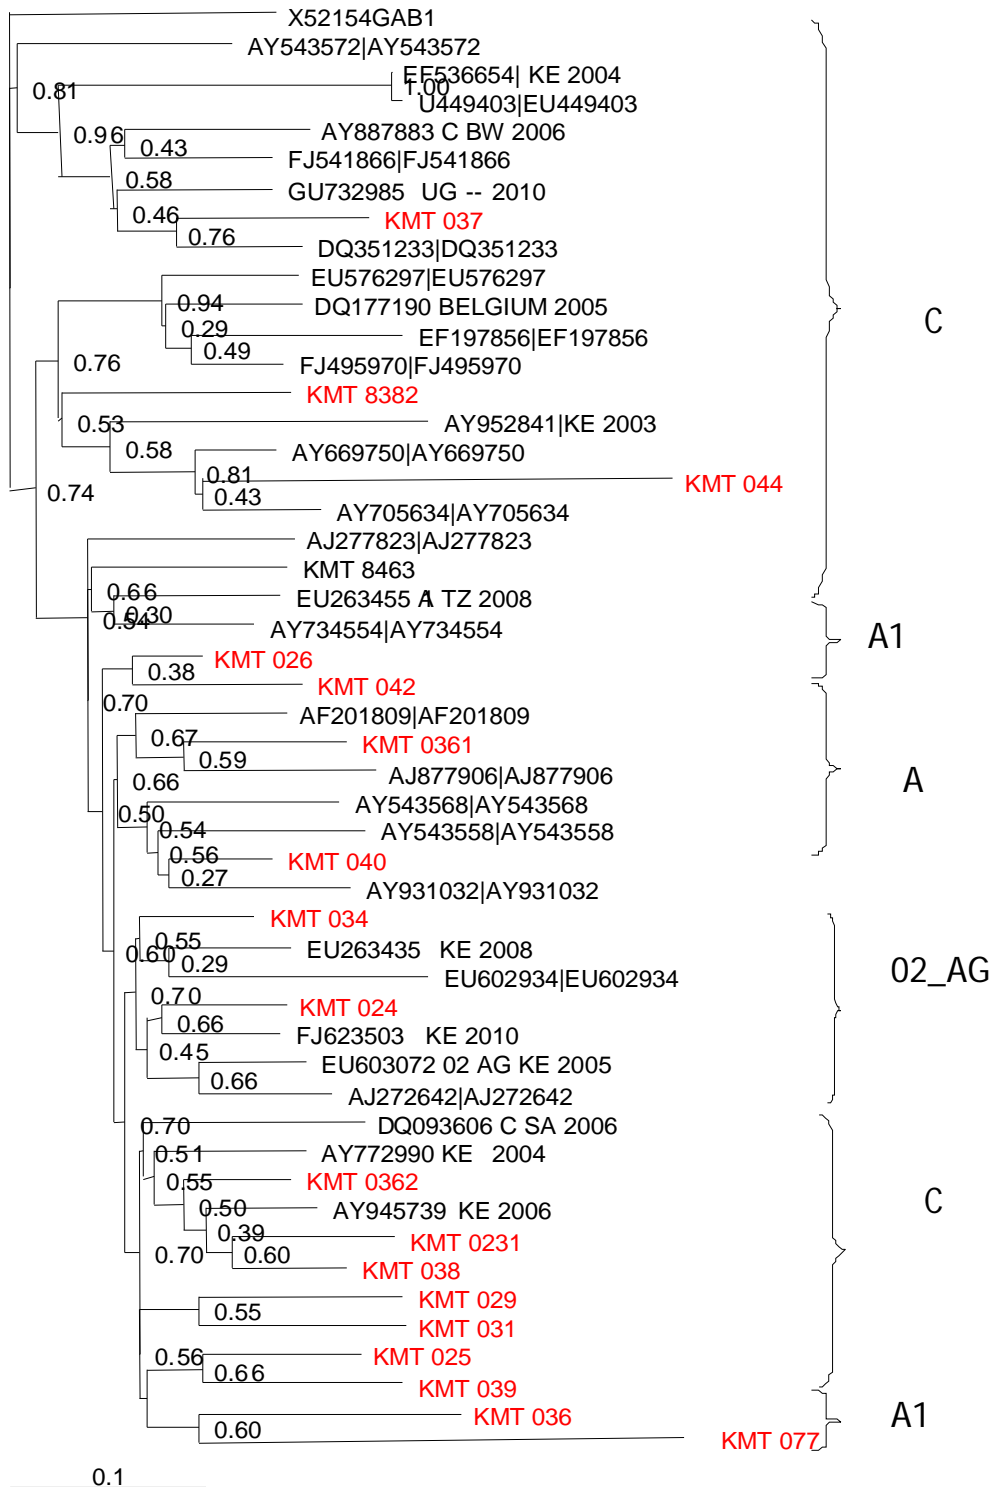 X52154GAB1
AY543572|AY543572
EF536654| KE 2004
0.81
1.00
U449403|EU449403
0.96
AY887883 C BW 2006
0.43
FJ541866|FJ541866
0.58
GU732985 UG -- 2010
0.46
KMT 037
0.76
DQ351233|DQ351233
EU576297|EU576297
0.94
DQ177190 BELGIUM 2005
C
0.29
EF197856|EF197856
0.49
0.76
FJ495970|FJ495970
KMT 8382
0.53
AY952841|KE 2003
0.58
AY669750|AY669750
0.81
KMT 044
0.74
0.43
AY705634|AY705634
AJ277823|AJ277823
KMT 8463
0.66
EU263455 A1 TZ 2008
0.54
0.30
AY734554|AY734554
A1
KMT 026
0.38
KMT 042
0.70
AF201809|AF201809
0.67
KMT 0361
0.59
AJ877906|AJ877906
0.66
A
AY543568|AY543568
0.50
0.54
AY543558|AY543558
0.56
KMT 040
0.27
AY931032|AY931032
KMT 034
0.55
0.60
EU263435 KE 2008
0.29
EU602934|EU602934
02_AG
0.70
KMT 024
0.66
FJ623503 KE 2010
0.45
EU603072 02 AG KE 2005
0.66
AJ272642|AJ272642
0.70
DQ093606 C SA 2006
0.51
AY772990 KE 2004
0.55
KMT 0362
C
0.50
AY945739 KE 2006
0.39
KMT 0231
0.70
0.60
KMT 038
KMT 029
0.55
KMT 031
0.56
KMT 025
0.66
KMT 039
KMT 036
A1
0.60
KMT 077
0.1